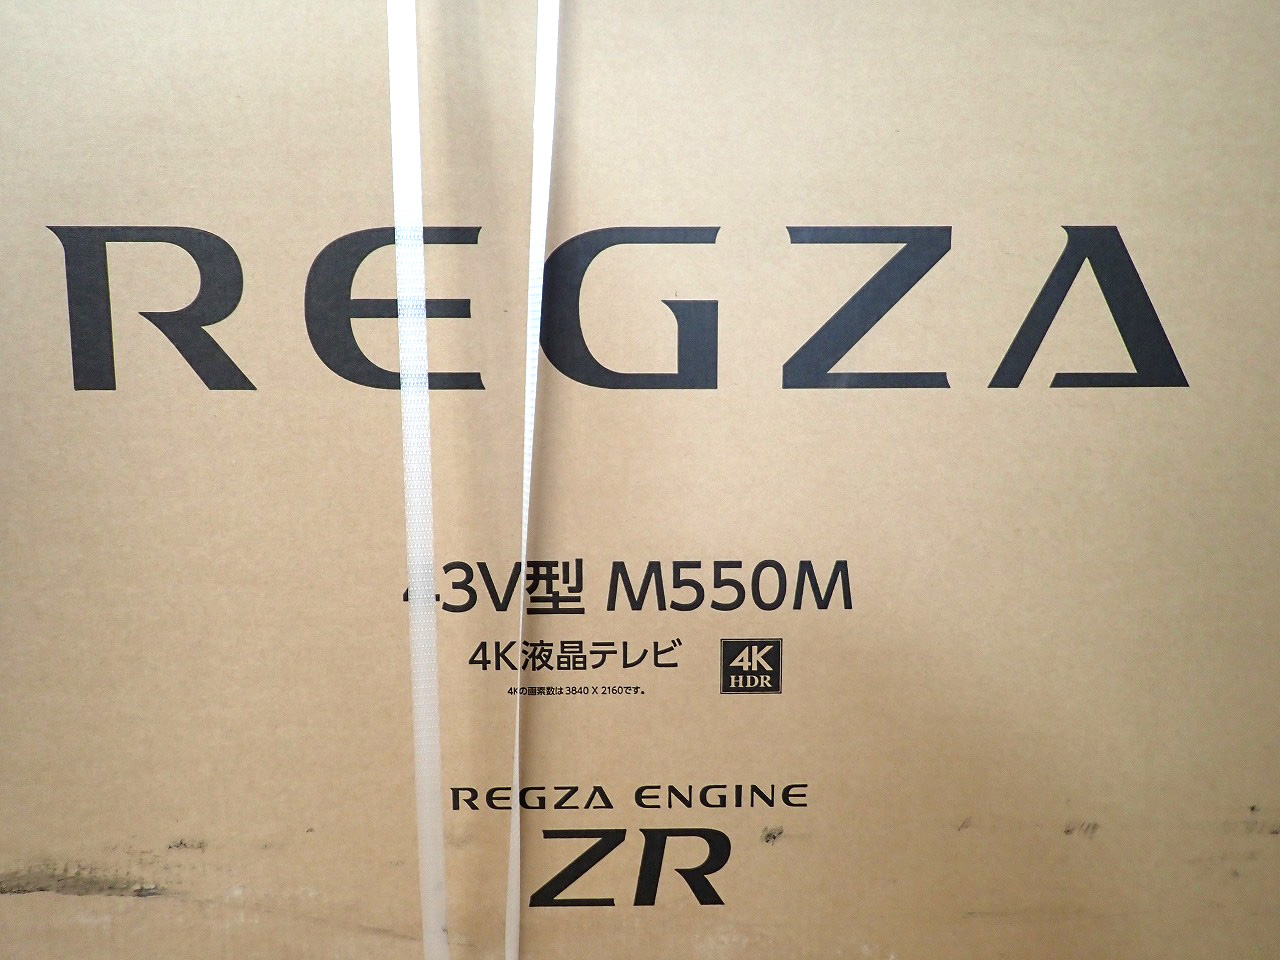 REGZA
43V型 M550M
4K液晶テレビ
4K
HDR
4Kの画素数は3840 X 2160です。
REGZA ENGINE
ZR